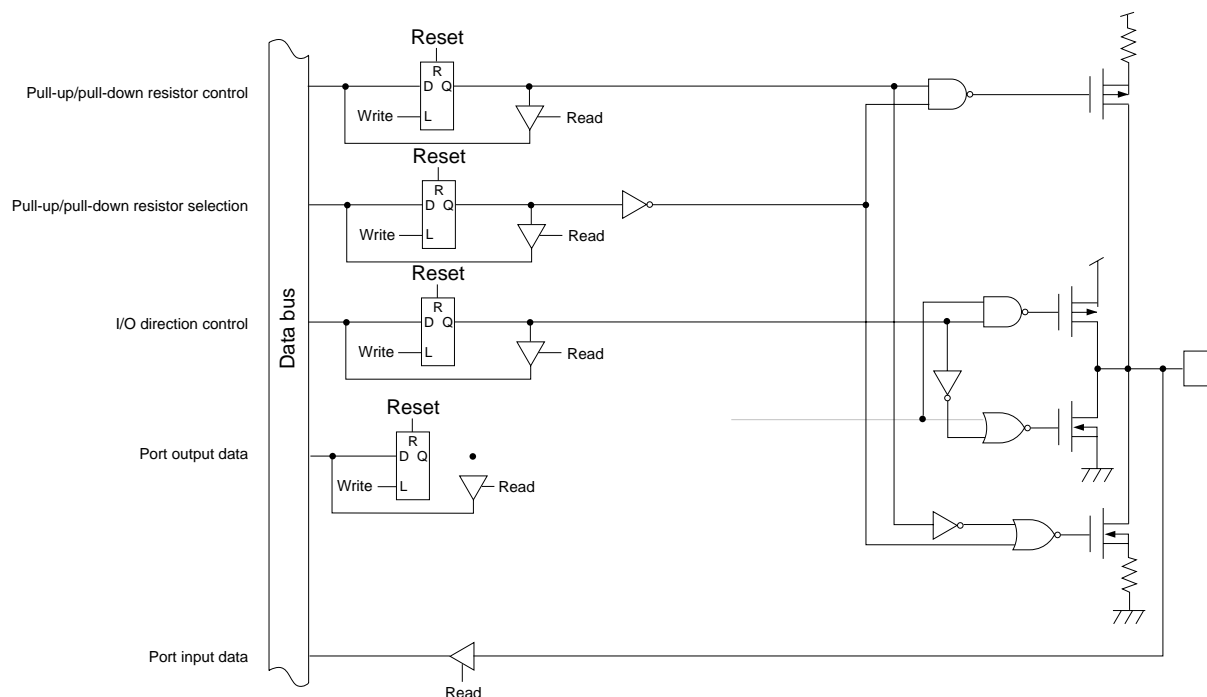 Reset
Pull-up/pull-down resistor control
R
D Q
Write
L
Read
Reset
Pull-up/pull-down resistor selection
R
D Q
Write
L
Read
Reset
I/O direction control
R
D Q
Write
L
Read
Data bus
Reset
Port output data
R
D Q
Write
L
Read
Port input data
Read